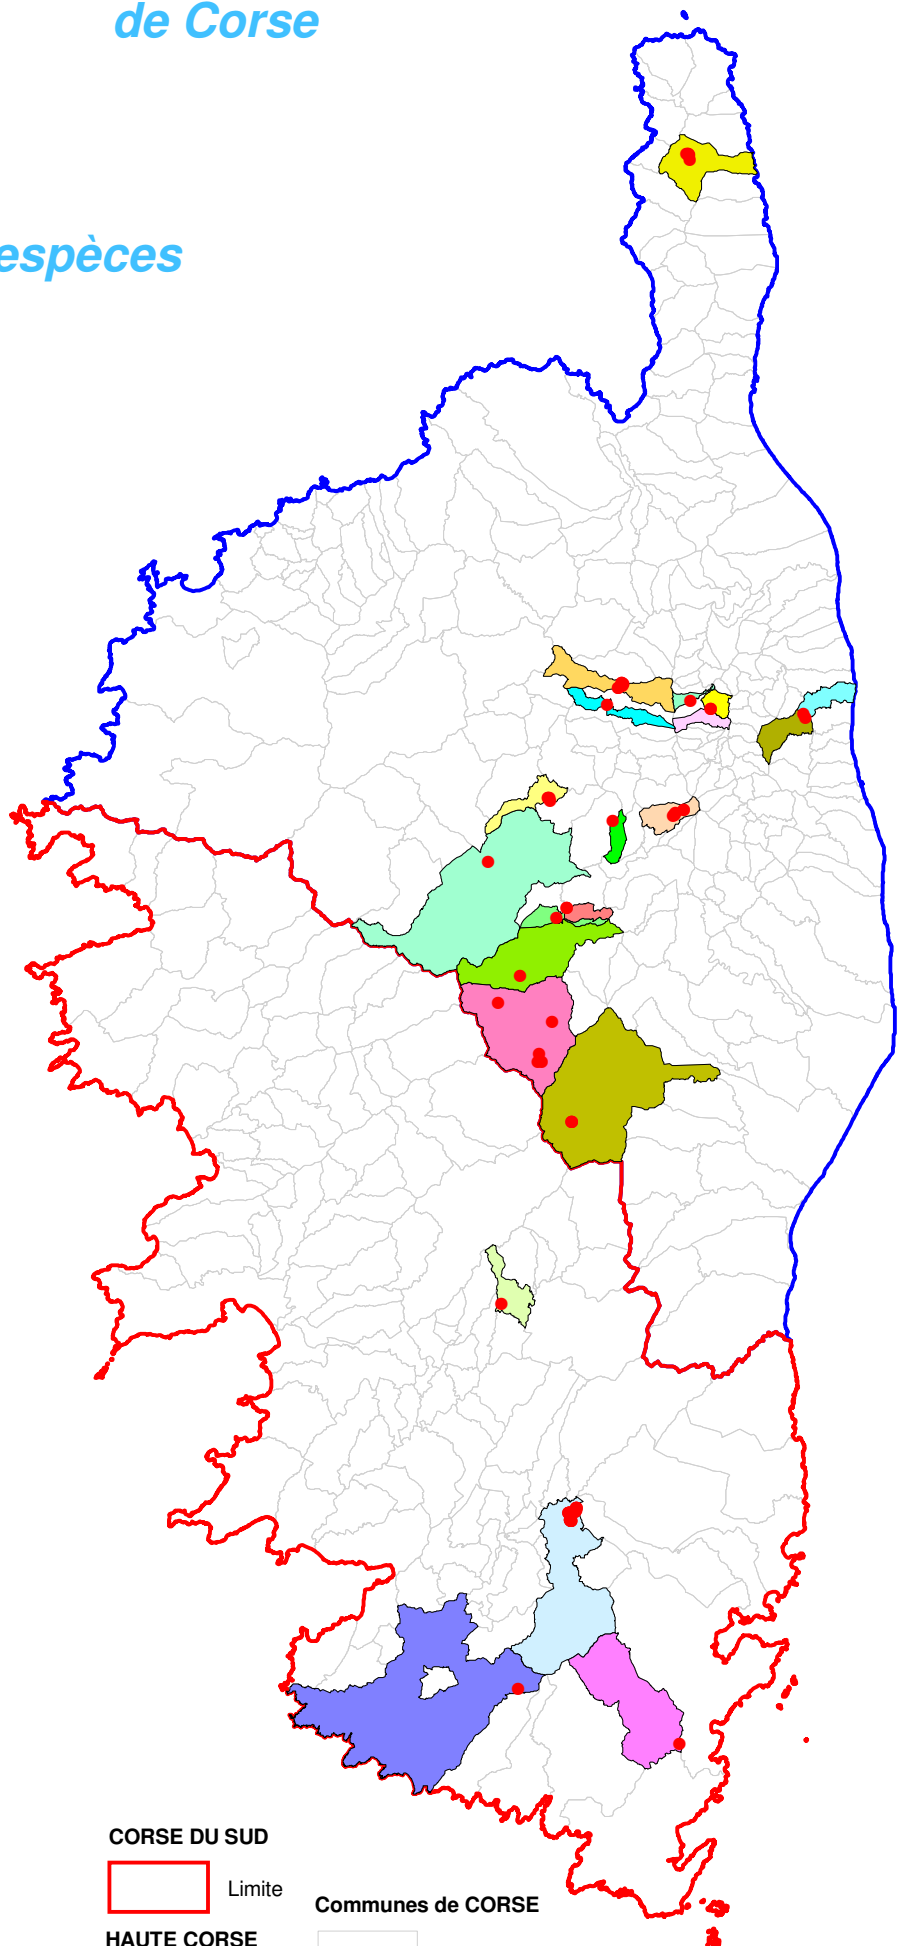 de Corse
espèces
CORSE DU SUD
Limite
Communes de CORSE
HAUTE CORSE